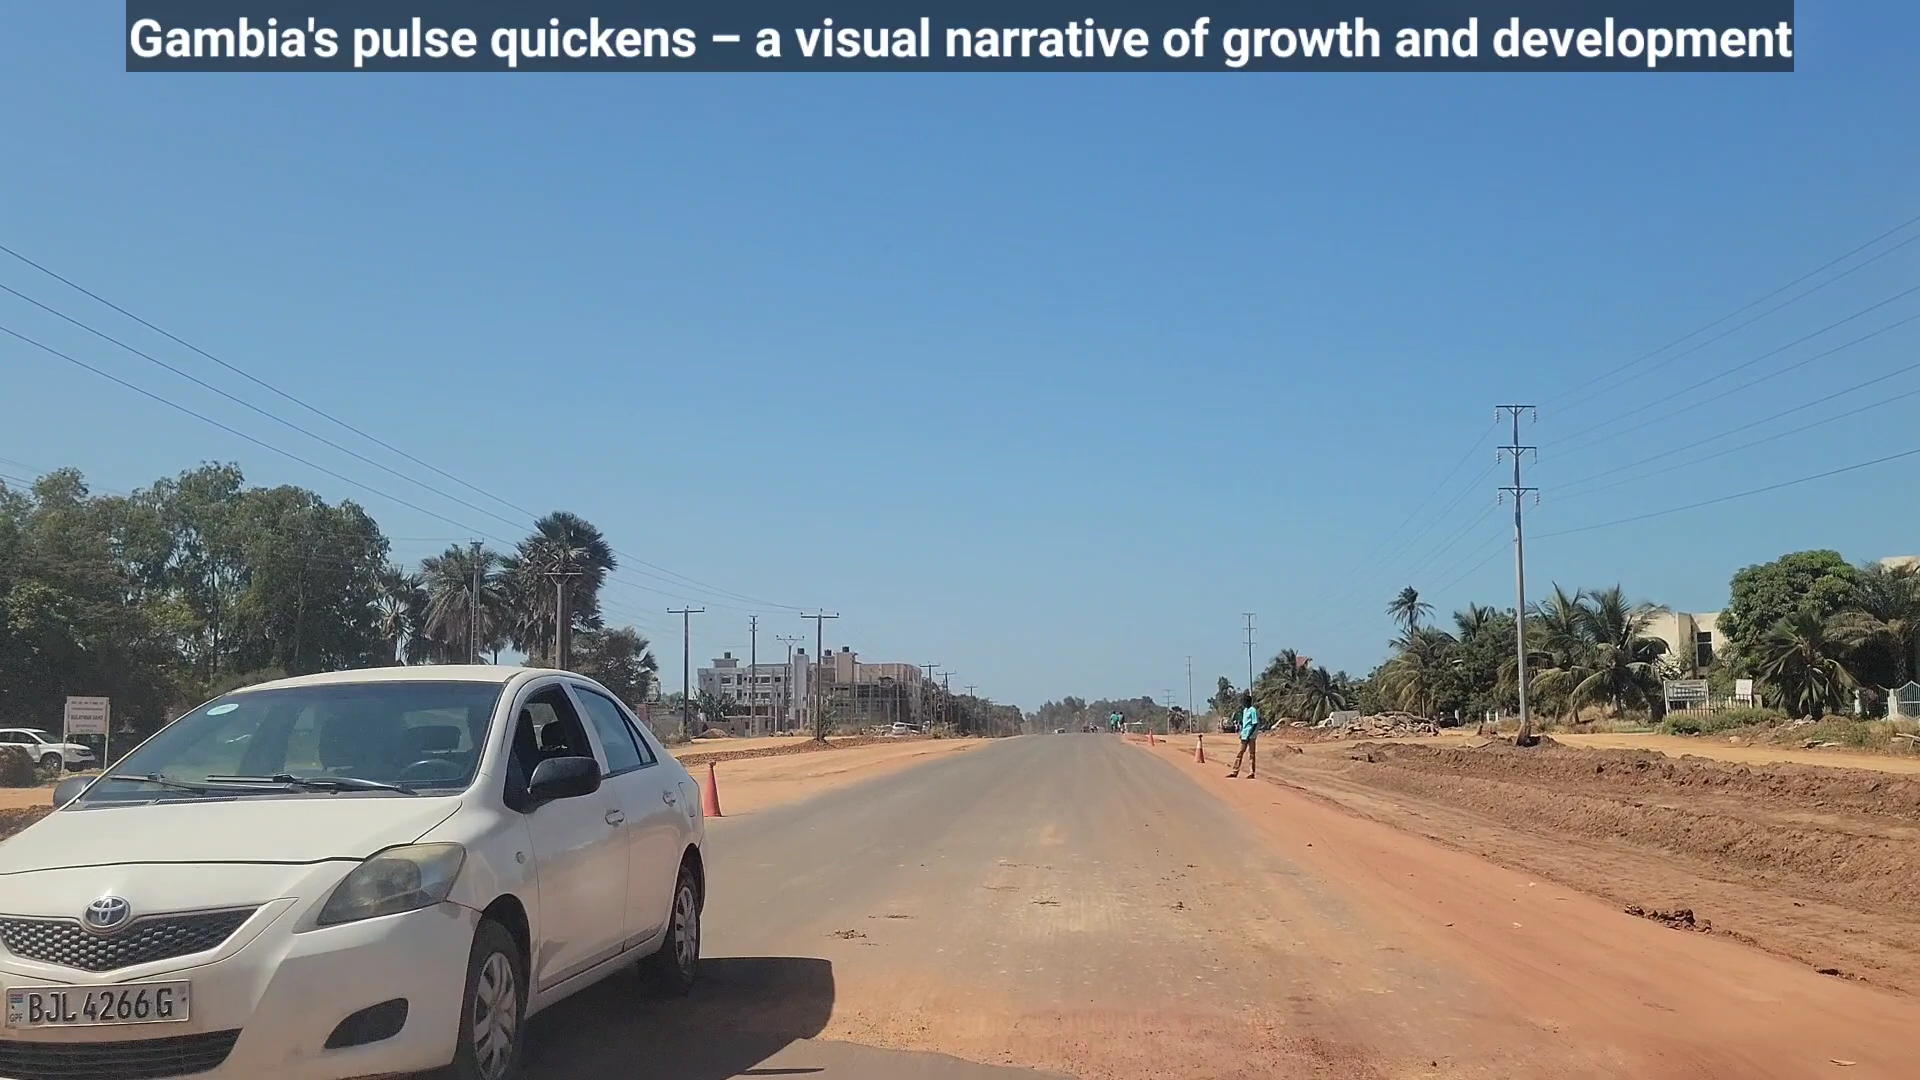 Gambia's pulse quickens – a visual narrative of growth and development
BJL 4266 G